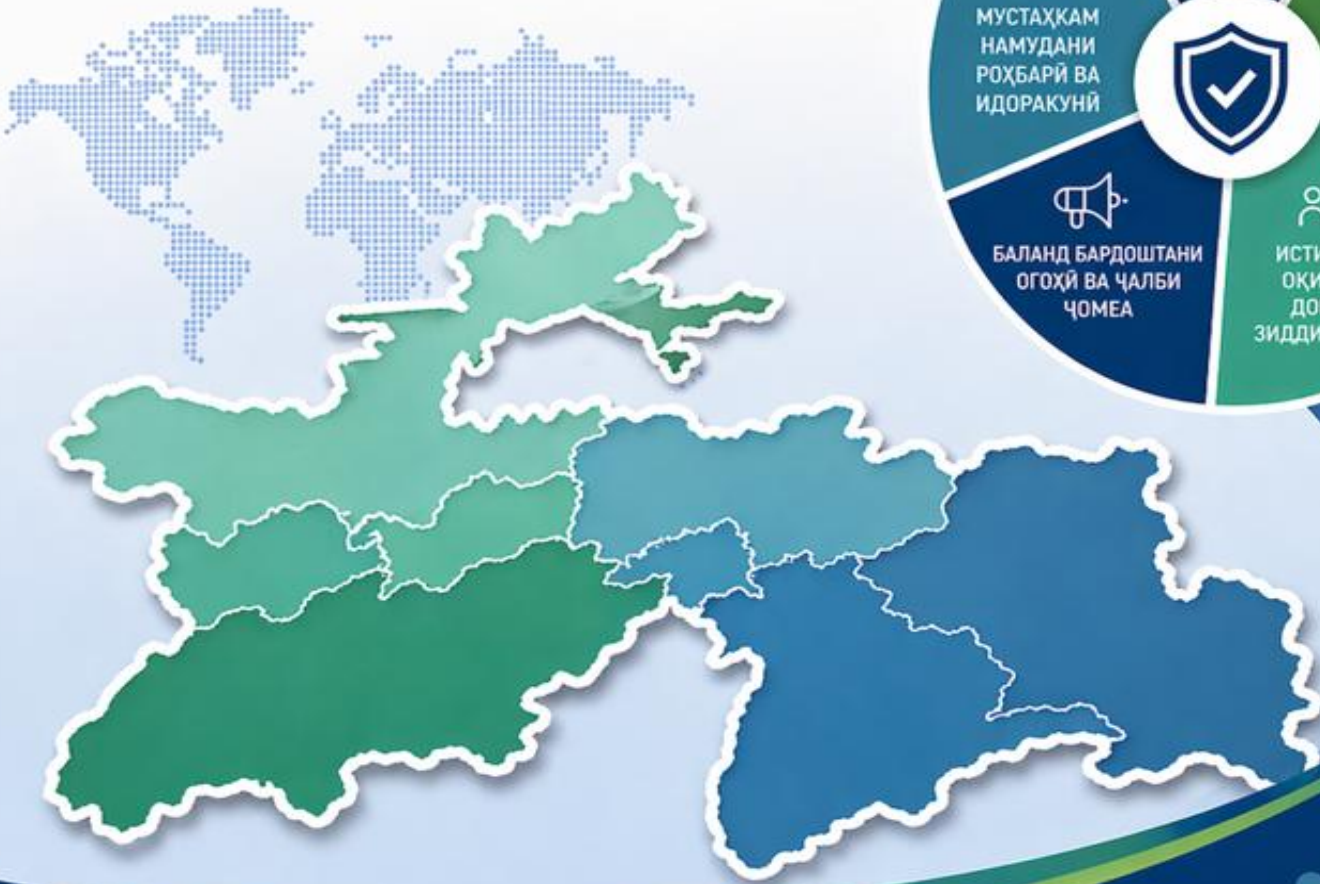 МУСТАҲКАМ
НАМУДАНИ
РОҲБАРӢ ВА
ИДОРАКУНӢ
БАЛАНД БАРДОШТАНИ
ОГОҲӢ ВА ҶАЛБИ
ҶОМЕА